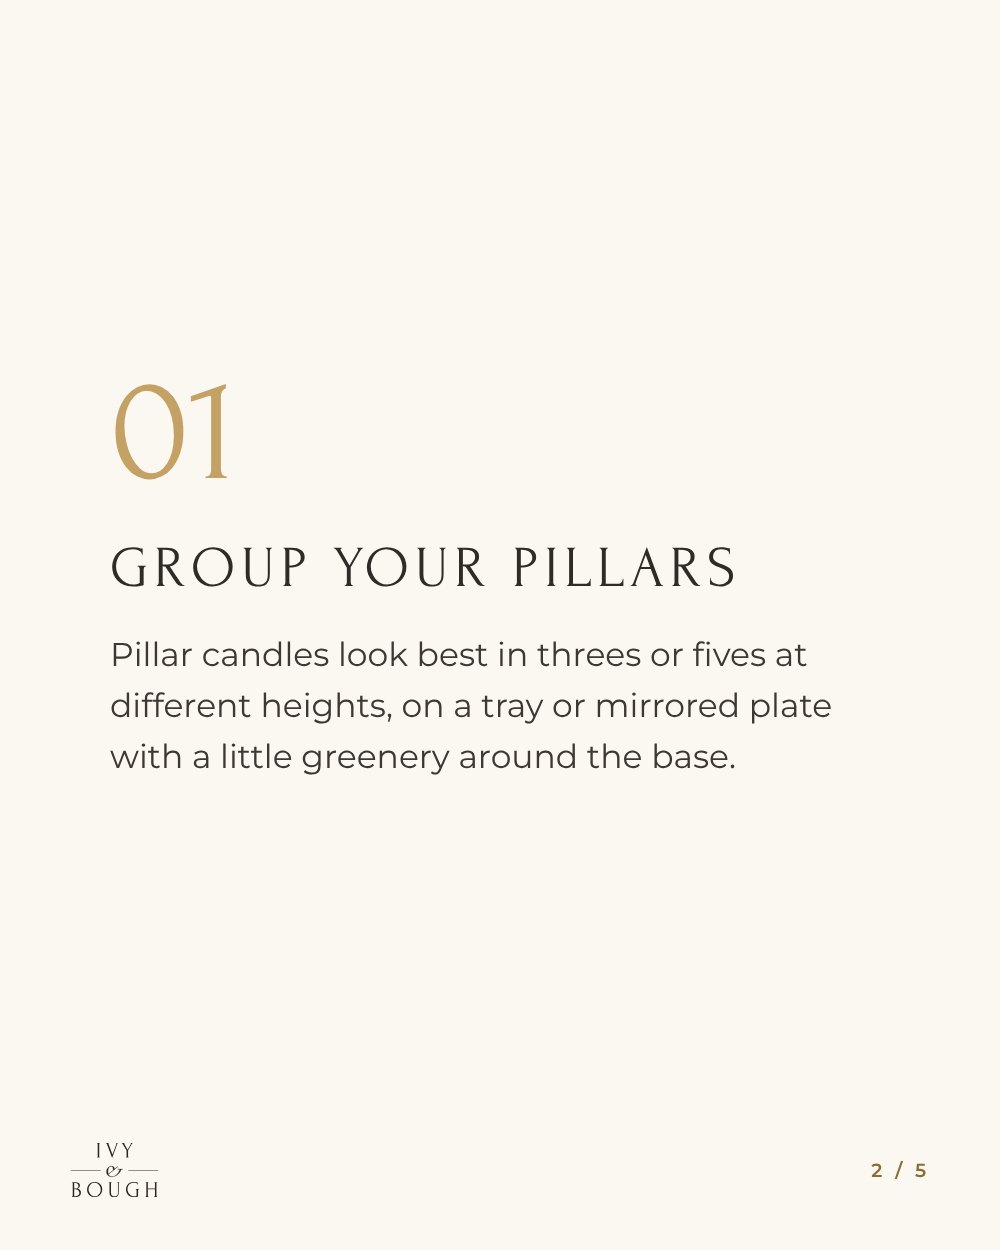 01
GROUP YOUR PILLARS
Pillar candles look best in threes or fives at
different heights, on a tray or mirrored plate
with a little greenery around the base.
IVY
&
BOUGH
2 / 5